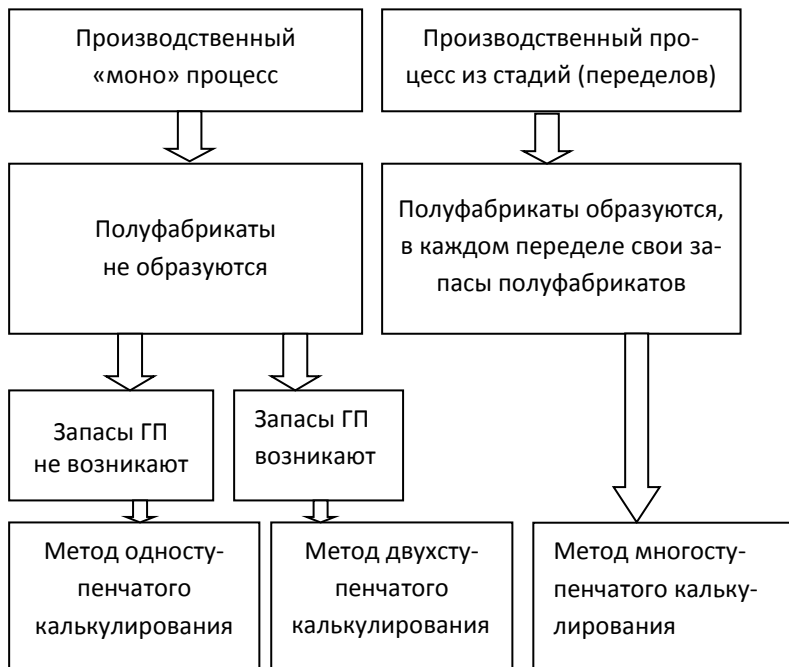 Производственный
«моно» процесс
Производственный про-
цесс из стадий (переделов)
Полуфабрикаты
не образуются
Полуфабрикаты образуются,
в каждом переделе свои за-
пасы полуфабрикатов
Запасы ГП
не возникают
Запасы ГП
возникают
Метод односту-
пенчатого
калькулирования
Метод двухсту-
пенчатого
калькулирования
Метод многосту-
пенчатого кальку-
лирования